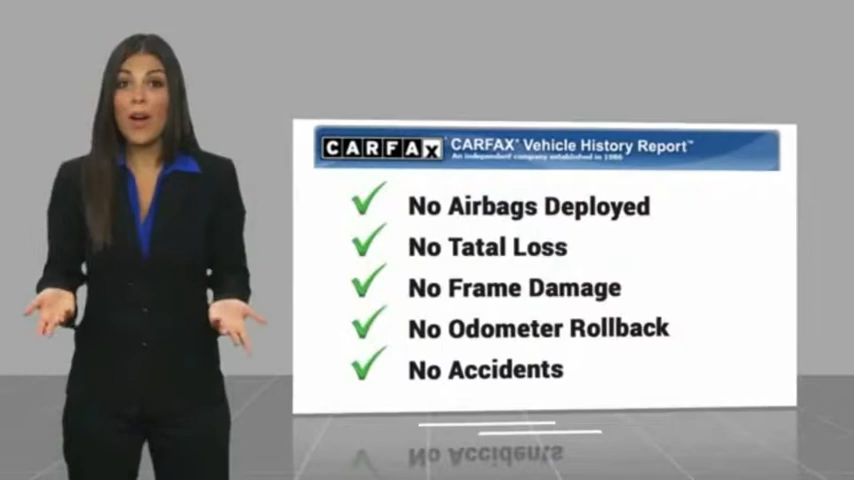 CARFAX CARFAX® Vehicle History Report™
An independent company established in 1986
No Airbags Deployed
No Tatal Loss
No Frame Damage
No Odometer Rollback
No Accidents
No Accidents